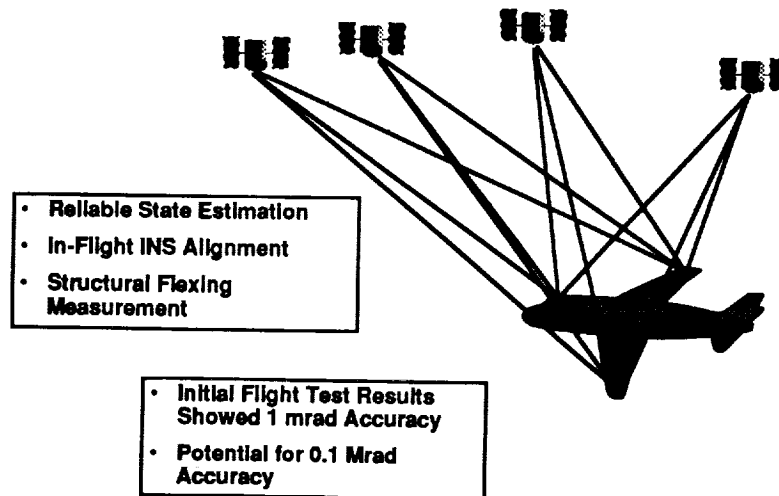 • Reliable State Estimation
• In-Flight INS Alignment
• Structural Flexing
Measurement
• Initial Flight Test Results
Showed 1 mrad Accuracy
• Potential for 0.1 Mrad
Accuracy